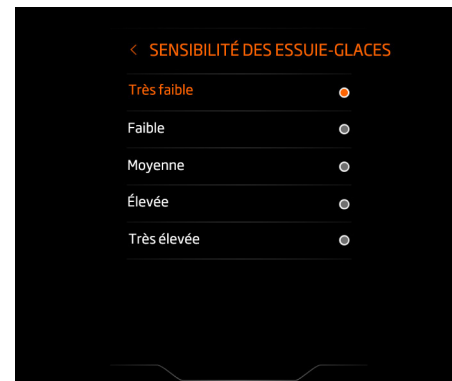 < SENSIBILITÉ DES ESSUIE-GLACES
Très faible
Faible
Moyenne
Élevée
Très élevée